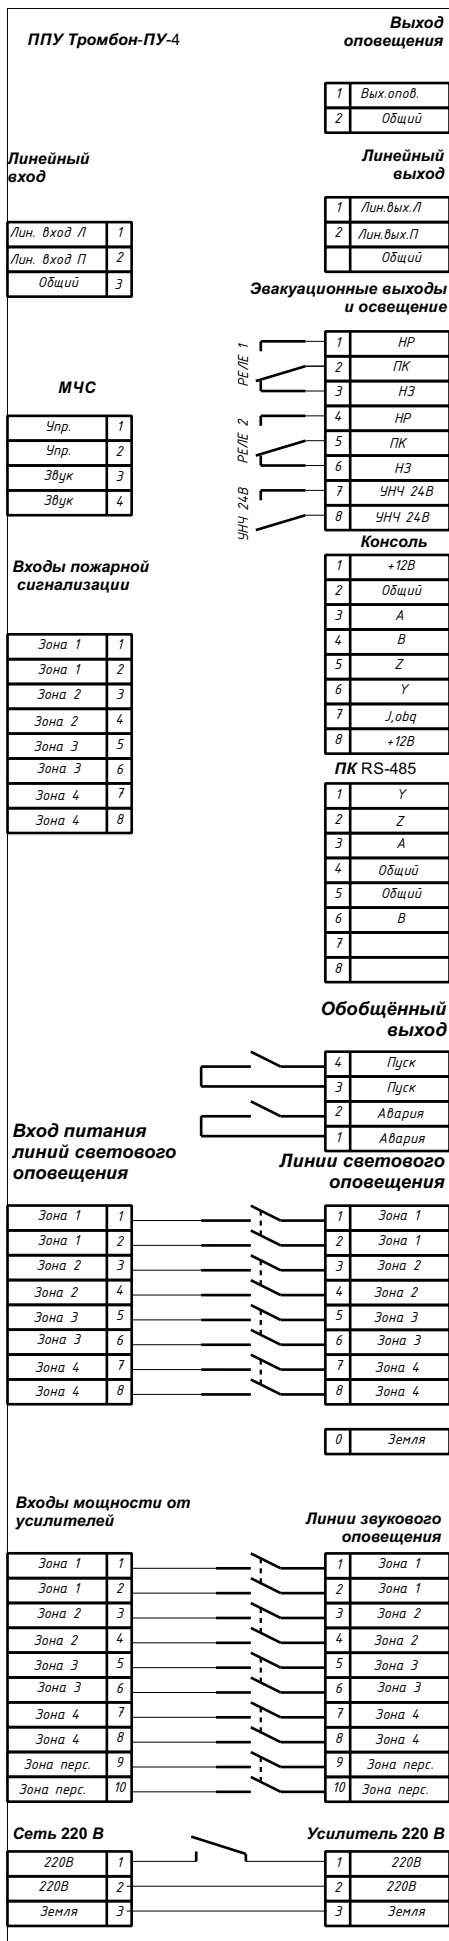 ППУ Тромбон-ПУ-4
Выход
оповещения
1 Вых.опов.
2 Общий
Линейный
вход
Лин. вход Л 1
Лин. вход П 2
Общий 3
Линейный
выход
1 Лин.вых.Л
2 Лин.вых.П
Общий
Эвакуационные выходы
и освещение
РЕЛЕ 1
1 НР
2 ПК
3 НЗ
РЕЛЕ 2
4 НР
5 ПК
6 НЗ
УНЧ 24В
7 УНЧ 24В
8 УНЧ 24В
МЧС
Упр. 1
Упр. 2
Звук 3
Звук 4
Консоль
1 +12В
2 Общий
3 А
4 В
5 Z
6 Y
7 J,obq
8 +12В
Входы пожарной
сигнализации
Зона 1 1
Зона 1 2
Зона 2 3
Зона 2 4
Зона 3 5
Зона 3 6
Зона 4 7
Зона 4 8
ПК RS-485
1 Y
2 Z
3 А
4 Общий
5 Общий
6 В
7
8
Обобщённый
выход
4 Пуск
3 Пуск
2 Авария
1 Авария
Вход питания
линий светового
оповещения
Линии светового
оповещения
Зона 1 1 1 Зона 1
Зона 1 2 2 Зона 1
Зона 2 3 3 Зона 2
Зона 2 4 4 Зона 2
Зона 3 5 5 Зона 3
Зона 3 6 6 Зона 3
Зона 4 7 7 Зона 4
Зона 4 8 8 Зона 4
0 Земля
Входы мощности от
усилителей
Линии звукового
оповещения
Зона 1 1 1 Зона 1
Зона 1 2 2 Зона 1
Зона 2 3 3 Зона 2
Зона 2 4 4 Зона 2
Зона 3 5 5 Зона 3
Зона 3 6 6 Зона 3
Зона 4 7 7 Зона 4
Зона 4 8 8 Зона 4
Зона перс. 9 9 Зона перс.
Зона перс. 10 10 Зона перс.
Сеть 220 В
Усилитель 220 В
220В 1 1 220В
220В 2 2 220В
Земля 3 3 Земля